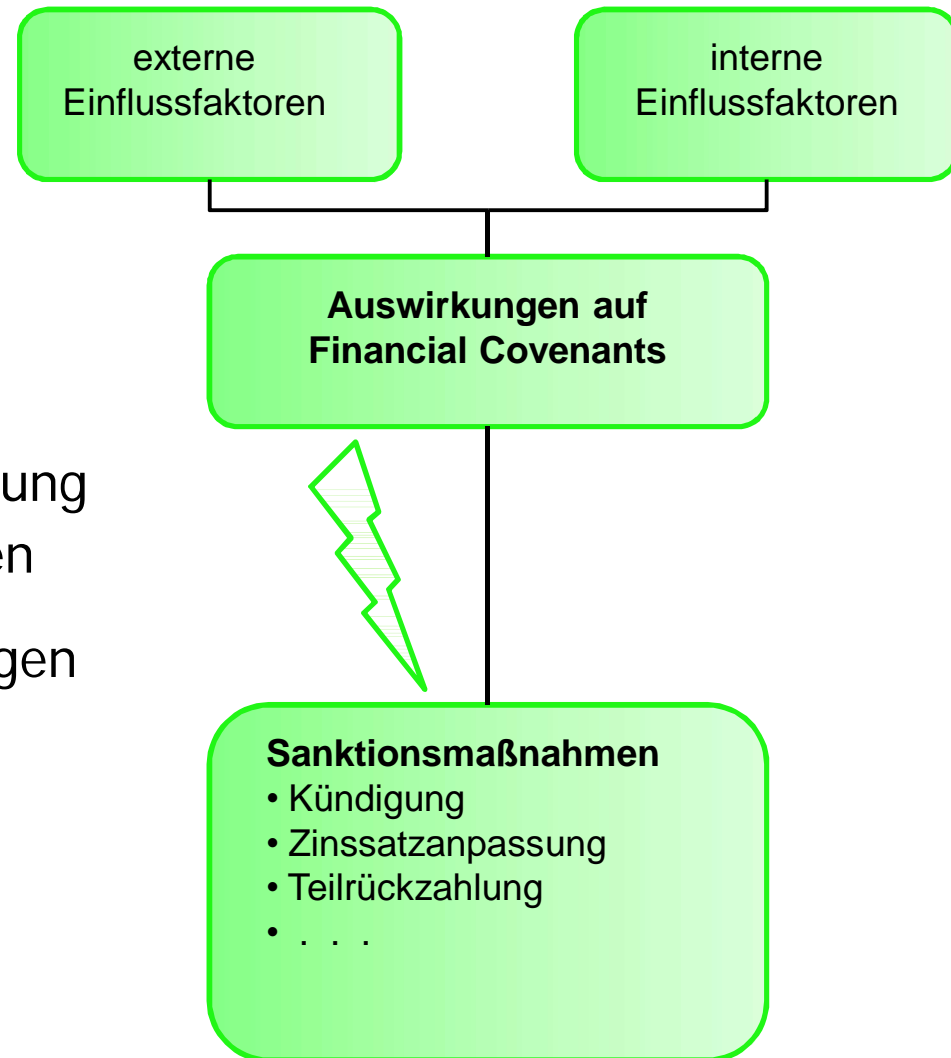 externe
Einflussfaktoren
interne
Einflussfaktoren
Auswirkungen auf
Financial Covenants
ung
en
gen
Sanktionsmaßnahmen
• Kündigung
• Zinssatzanpassung
• Teilrückzahlung
• . . .